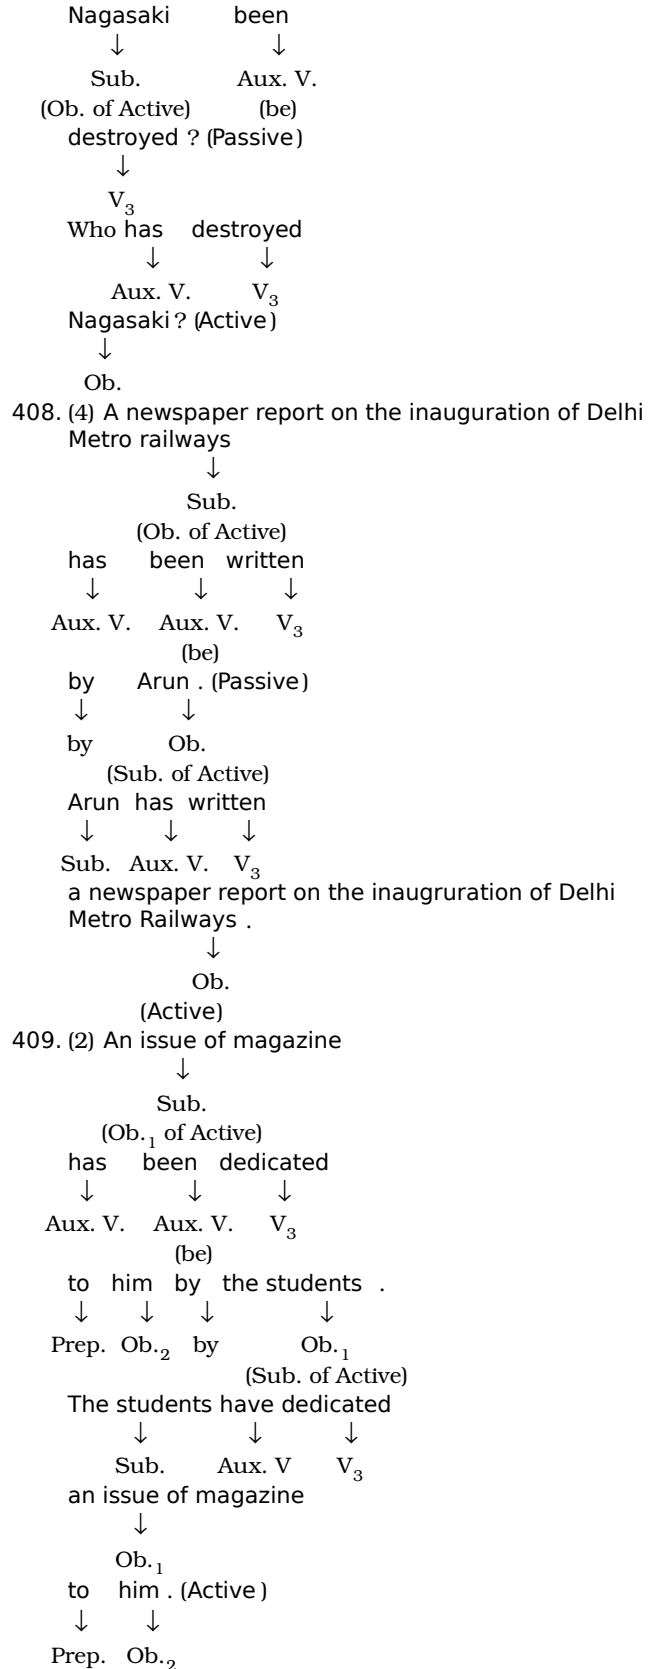 Nagasaki been
↓ ↓
Sub. Aux. V.
(Ob. of Active) (be)
destroyed ? (Passive)
↓
V3
Who has destroyed
↓ ↓
Aux. V. V3
Nagasaki? (Active)
↓
Ob.
408. (4) A newspaper report on the inauguration of Delhi
Metro railways
↓
Sub.
(Ob. of Active)
has been written
↓ ↓ ↓
Aux. V. Aux. V. V3
(be)
by Arun . (Passive)
↓ ↓
by Ob.
(Sub. of Active)
Arun has written
↓ ↓ ↓
Sub. Aux. V. V3
a newspaper report on the inaugruration of Delhi
Metro Railways .
↓
Ob.
(Active)
409. (2) An issue of magazine
↓
Sub.
(Ob.1 of Active)
has been dedicated
↓ ↓ ↓
Aux. V. Aux. V. V3
(be)
to him by the students .
↓ ↓ ↓ ↓
Prep. Ob.2 by Ob.1
(Sub. of Active)
The students have dedicated
↓ ↓ ↓
Sub. Aux. V V3
an issue of magazine
↓
Ob.1
to him . (Active)
↓ ↓
Prep. Ob.2